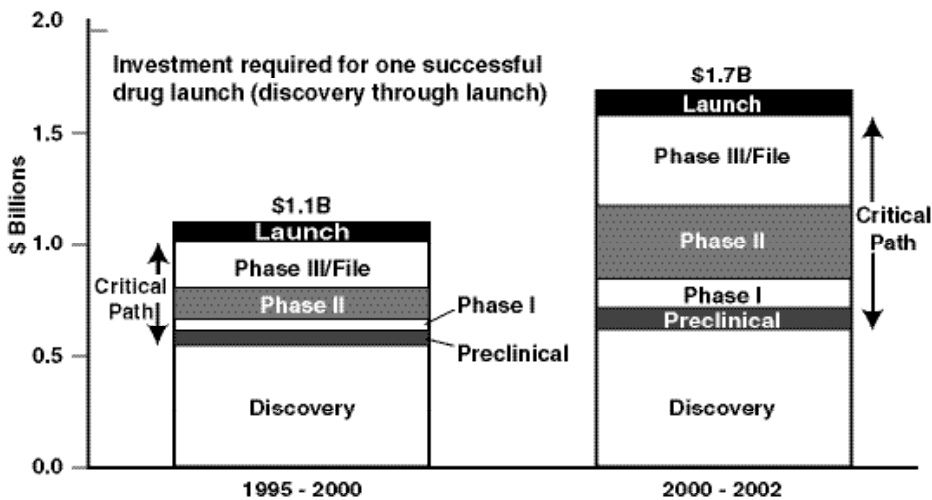 2.0
Investment required for one successful
drug launch (discovery through launch)
$1.7B
Launch
1.5
Phase III/File
$ Billions
$1.1B
Launch
1.0
Phase II
Critical
Path
Phase III/File
Critical
Path
Phase II
Phase I
Phase I
Preclinical
Preclinical
0.5
Discovery
Discovery
0.0
1995 - 2000
2000 - 2002